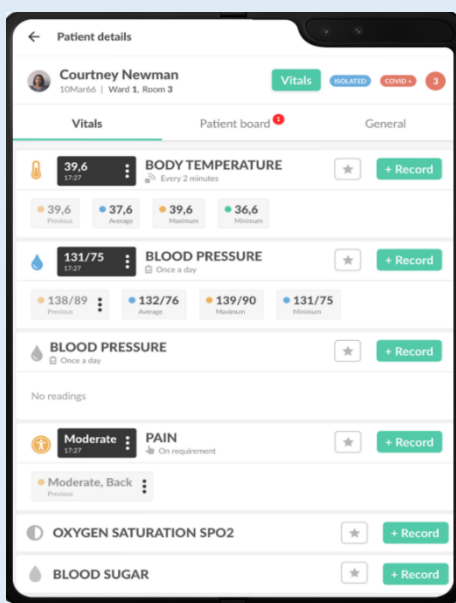 Patient details
Courtney Newman
10Mar66 | Ward 1, Room 3
Vitals
ISOLATED
COVID +
3
Vitals
Patient board 1
General
39,6
17:27
BODY TEMPERATURE
Every 2 minutes
+ Record
39,6
Previous
37,6
Average
39,6
Maximum
36,6
Minimum
131/75
17:27
BLOOD PRESSURE
Once a day
+ Record
138/89
Previous
132/76
Average
139/90
Maximum
131/75
Minimum
BLOOD PRESSURE
Once a day
+ Record
No readings
Moderate
17:27
PAIN
On requirement
+ Record
Moderate, Back
Previous
OXYGEN SATURATION SPO2
+ Record
BLOOD SUGAR
+ Record